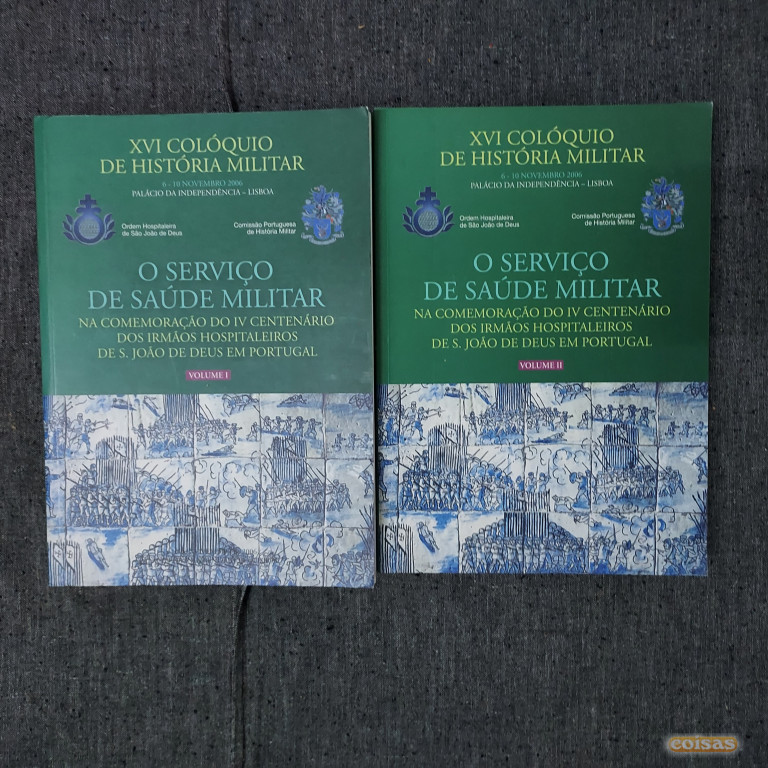 XVI COLÓQUIO
DE HISTÓRIA MILITAR
6 - 10 NOVEMBRO 2006
PALÁCIO DA INDEPENDÊNCIA – LISBOA
Ordem Hospitaleira
de São João de Deus
Comissão Portuguesa
de História Militar
O SERVIÇO
DE SAÚDE MILITAR
NA COMEMORAÇÃO DO IV CENTENÁRIO
DOS IRMÃOS HOSPITALEIROS
DE S. JOÃO DE DEUS EM PORTUGAL
VOLUME I
XVI COLÓQUIO
DE HISTÓRIA MILITAR
6 - 10 NOVEMBRO 2006
PALÁCIO DA INDEPENDÊNCIA – LISBOA
Ordem Hospitaleira
de São João de Deus
Comissão Portuguesa
de História Militar
O SERVIÇO
DE SAÚDE MILITAR
NA COMEMORAÇÃO DO IV CENTENÁRIO
DOS IRMÃOS HOSPITALEIROS
DE S. JOÃO DE DEUS EM PORTUGAL
VOLUME II
coisas